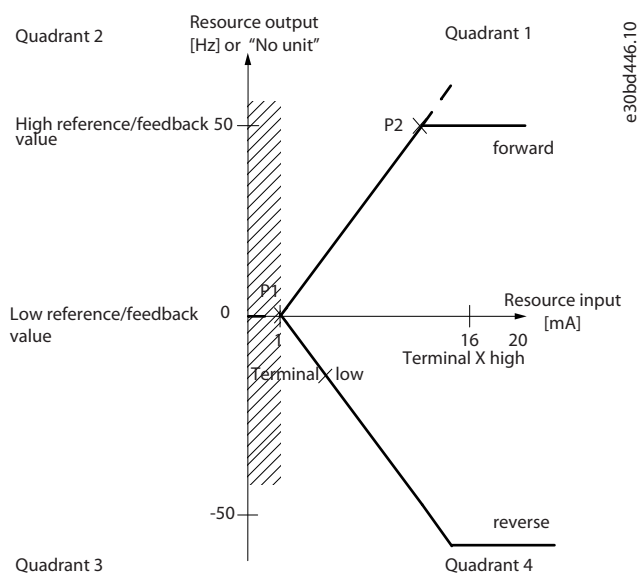 Quadrant 2
Resource output
[Hz] or “No unit”
Quadrant 1
e30bd446.10
High reference/feedback
value
50
P2
forward
P1
Low reference/feedback
value
0
Resource input
[mA]
1
16
20
Terminal X high
Terminal X low
-50
reverse
Quadrant 3
Quadrant 4